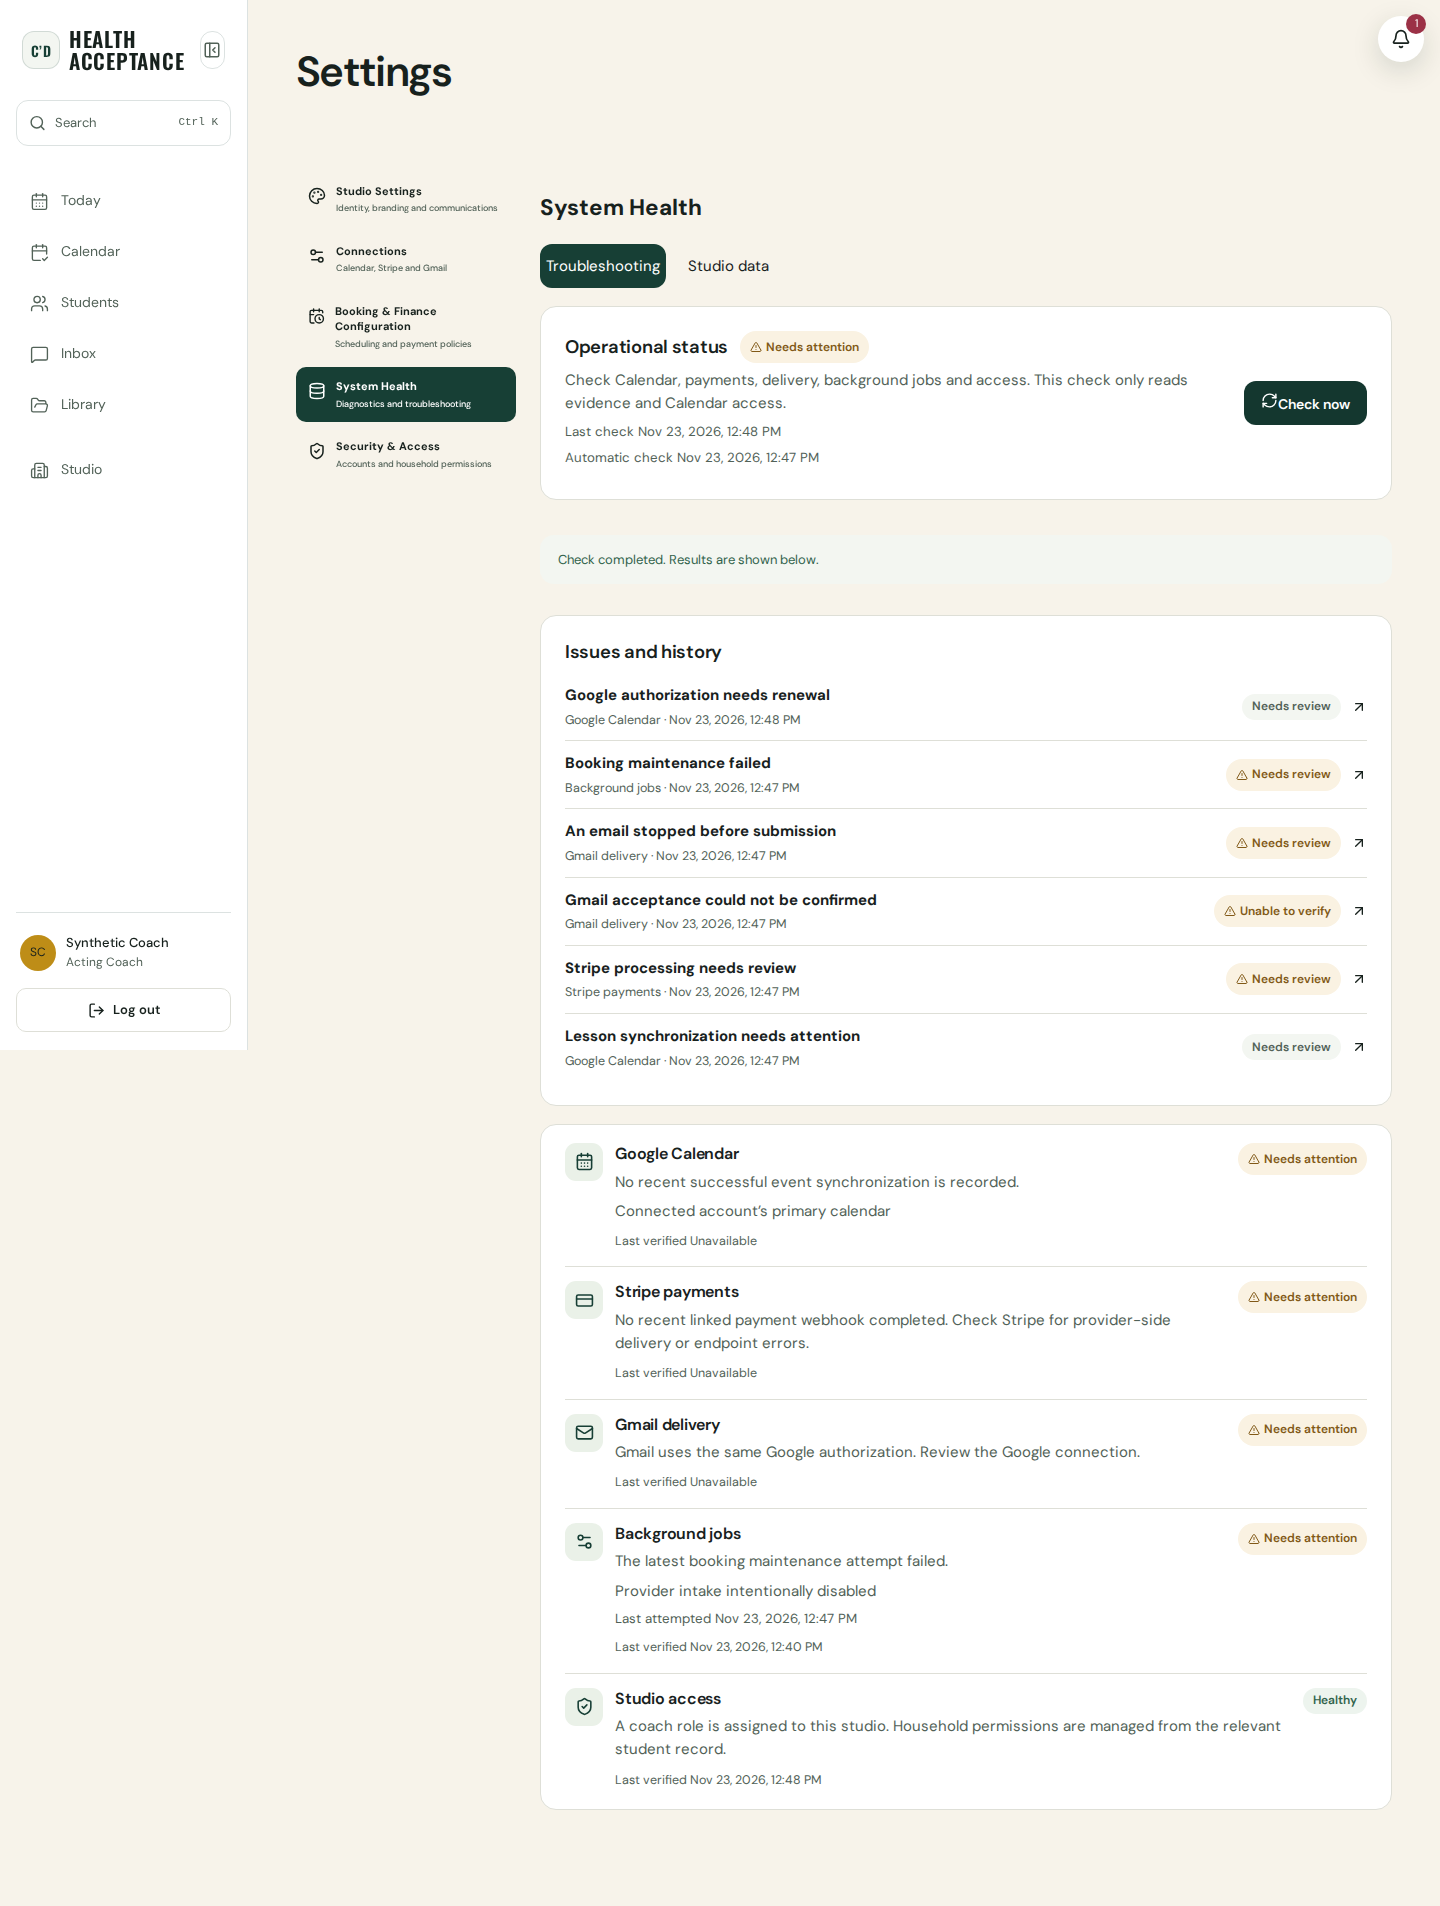 C'D
HEALTH
ACCEPTANCE
Search
Ctrl K
Today
Calendar
Students
Inbox
Library
Studio
SC
Synthetic Coach
Acting Coach
Log out
1
Settings
Studio Settings
Identity, branding and communications
Connections
Calendar, Stripe and Gmail
Booking & Finance
Configuration
Scheduling and payment policies
System Health
Diagnostics and troubleshooting
Security & Access
Accounts and household permissions
System Health
Troubleshooting
Studio data
Operational status
Needs attention
Check Calendar, payments, delivery, background jobs and access. This check only reads
evidence and Calendar access.
Last check Nov 23, 2026, 12:48 PM
Automatic check Nov 23, 2026, 12:47 PM
Check now
Check completed. Results are shown below.
Issues and history
Google authorization needs renewal
Google Calendar · Nov 23, 2026, 12:48 PM
Needs review
Booking maintenance failed
Background jobs · Nov 23, 2026, 12:47 PM
Needs review
An email stopped before submission
Gmail delivery · Nov 23, 2026, 12:47 PM
Needs review
Gmail acceptance could not be confirmed
Gmail delivery · Nov 23, 2026, 12:47 PM
Unable to verify
Stripe processing needs review
Stripe payments · Nov 23, 2026, 12:47 PM
Needs review
Lesson synchronization needs attention
Google Calendar · Nov 23, 2026, 12:47 PM
Needs review
Google Calendar
Needs attention
No recent successful event synchronization is recorded.
Connected account's primary calendar
Last verified Unavailable
Stripe payments
Needs attention
No recent linked payment webhook completed. Check Stripe for provider-side
delivery or endpoint errors.
Last verified Unavailable
Gmail delivery
Needs attention
Gmail uses the same Google authorization. Review the Google connection.
Last verified Unavailable
Background jobs
Needs attention
The latest booking maintenance attempt failed.
Provider intake intentionally disabled
Last attempted Nov 23, 2026, 12:47 PM
Last verified Nov 23, 2026, 12:40 PM
Studio access
Healthy
A coach role is assigned to this studio. Household permissions are managed from the relevant
student record.
Last verified Nov 23, 2026, 12:48 PM